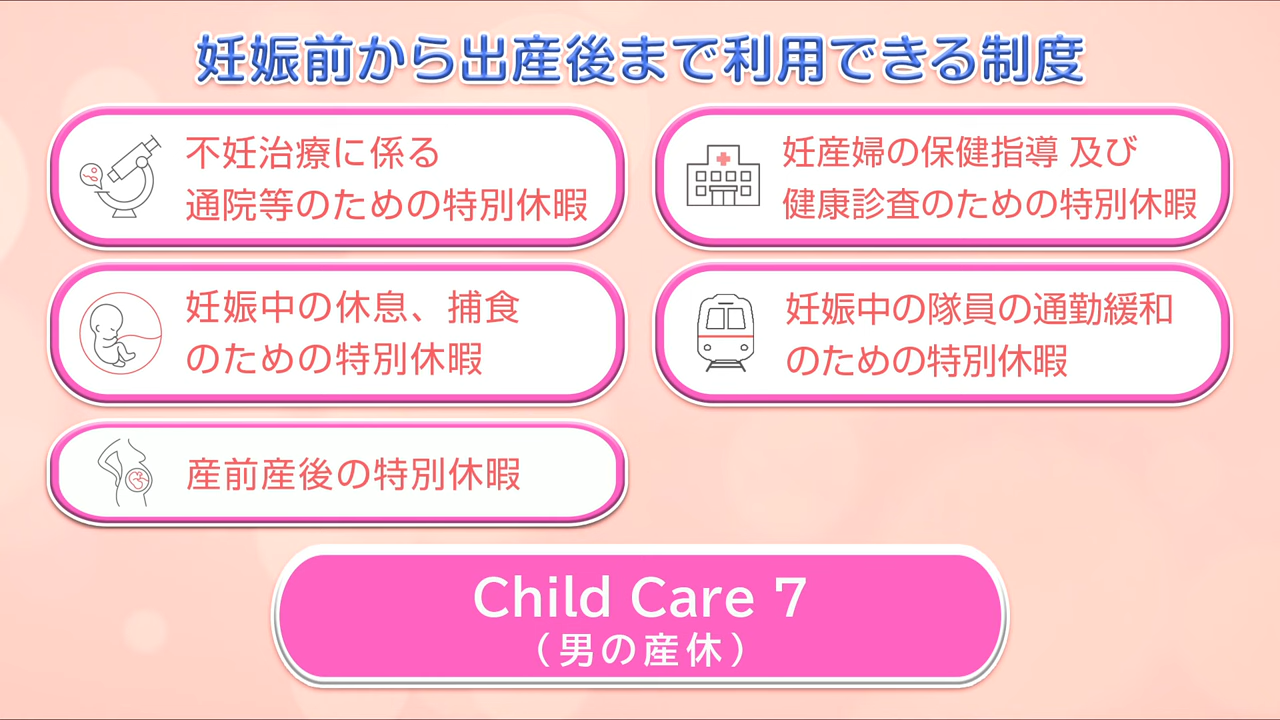 妊娠前から出産後まで利用できる制度
不妊治療に係る
通院等のための特別休暇
妊産婦の保健指導 及び
健康診査のための特別休暇
妊娠中の休息、捕食
のための特別休暇
妊娠中の隊員の通勤緩和
のための特別休暇
産前産後の特別休暇
Child Care 7
（男の産休）